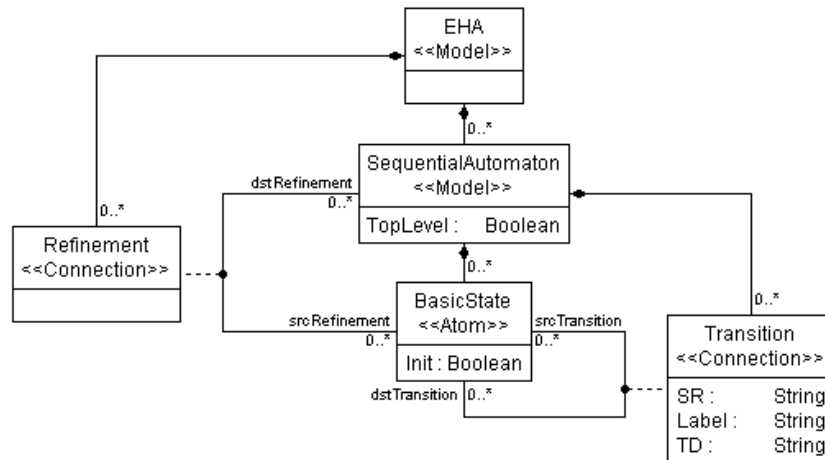 EHA
<<Model>>
0..*
SequentialAutomaton
<<Model>>
TopLevel : Boolean
dstRefinement
0..*
0..*
Refinement
<<Connection>>
0..*
BasicState
<<Atom>>
Init : Boolean
srcRefinement
0..*
srcTransition
0..*
dstTransition
0..*
0..*
Transition
<<Connection>>
SR : String
Label : String
TD : String